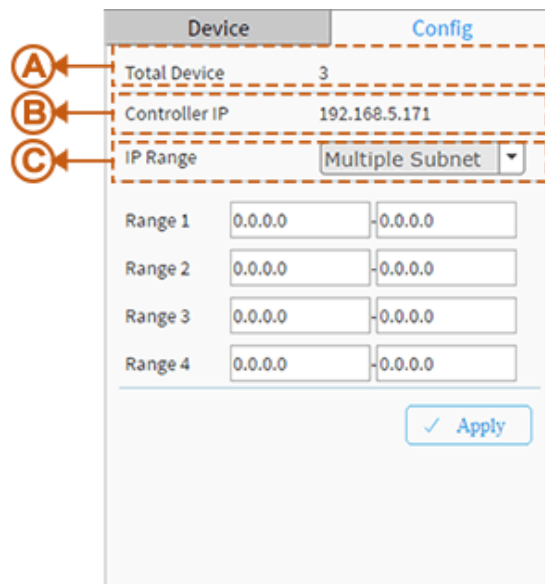 Device Config
A Total Device 3
B Controller IP 192.168.5.171
C IP Range Multiple Subnet
Range 1 0.0.0.0 - 0.0.0.0
Range 2 0.0.0.0 - 0.0.0.0
Range 3 0.0.0.0 - 0.0.0.0
Range 4 0.0.0.0 - 0.0.0.0
Apply